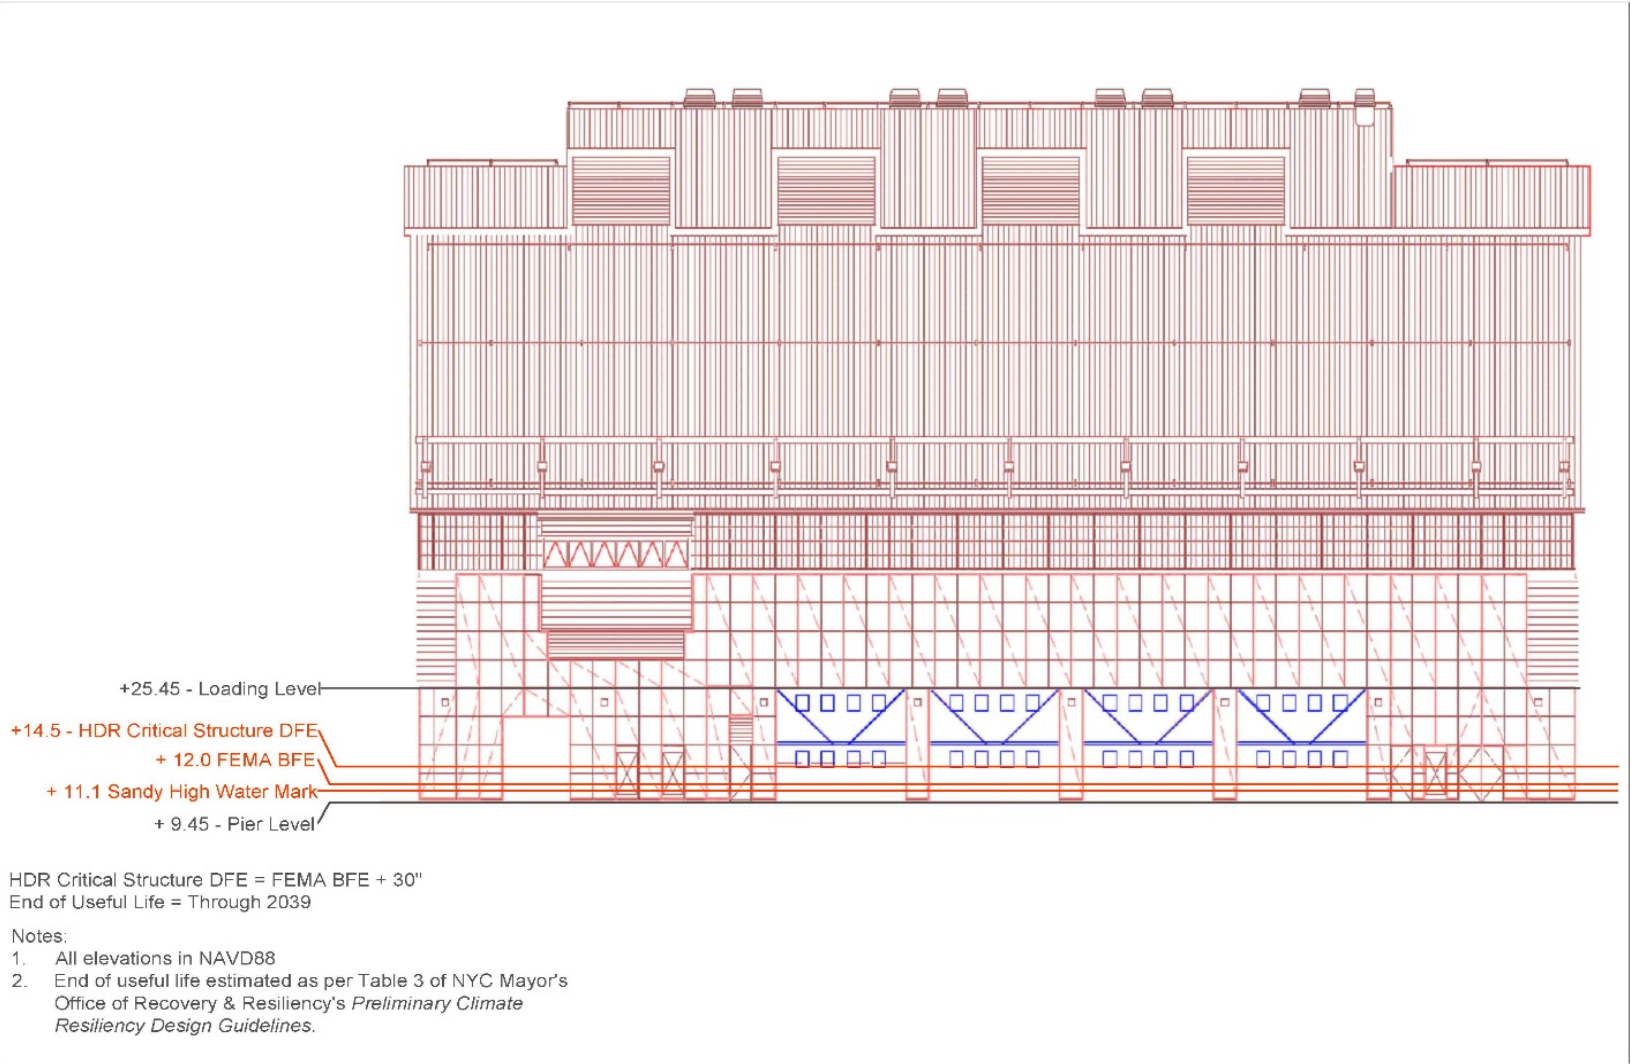 +25.45 - Loading Level
+14.5 - HDR Critical Structure DFE
+ 12.0 FEMA BFE
+ 11.1 Sandy High Water Mark
+ 9.45 - Pier Level
HDR Critical Structure DFE = FEMA BFE + 30"
End of Useful Life = Through 2039
Notes:
1. All elevations in NAVD88
2. End of useful life estimated as per Table 3 of NYC Mayor's
Office of Recovery & Resiliency's Preliminary Climate
Resiliency Design Guidelines.